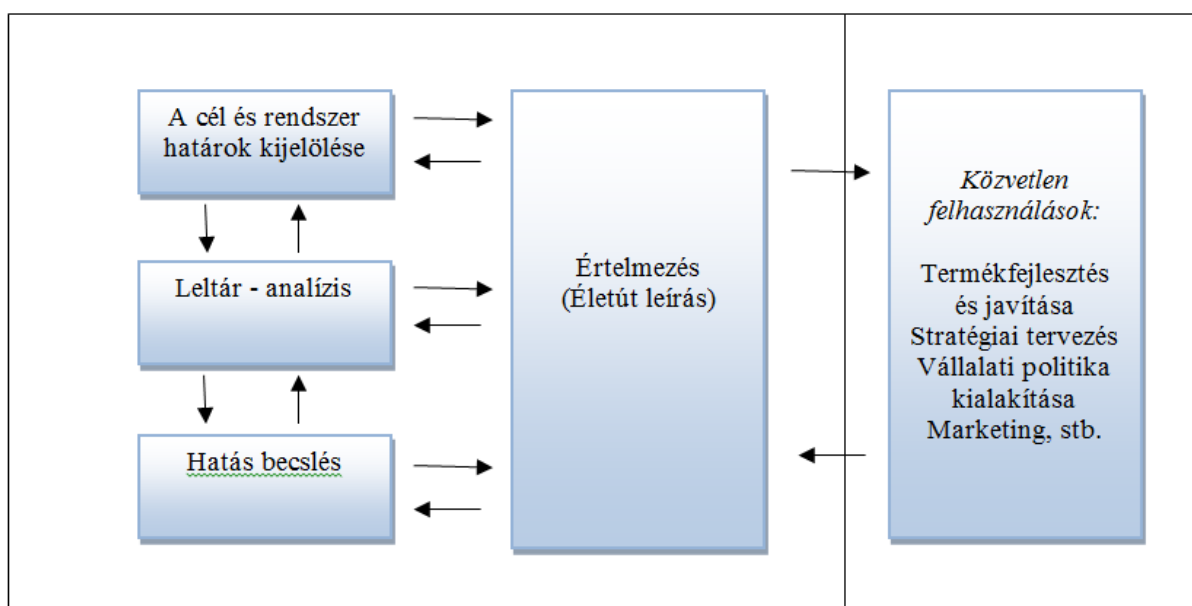 A cél és rendszer
határok kijelölése
Leltár - analízis
Hatás becslés
Értelmezés
(Életút leírás)
Közvetlen
felhasználások:
Termékfejlesztés
és javítása
Stratégiai tervezés
Vállalati politika
kialakítása
Marketing, stb.